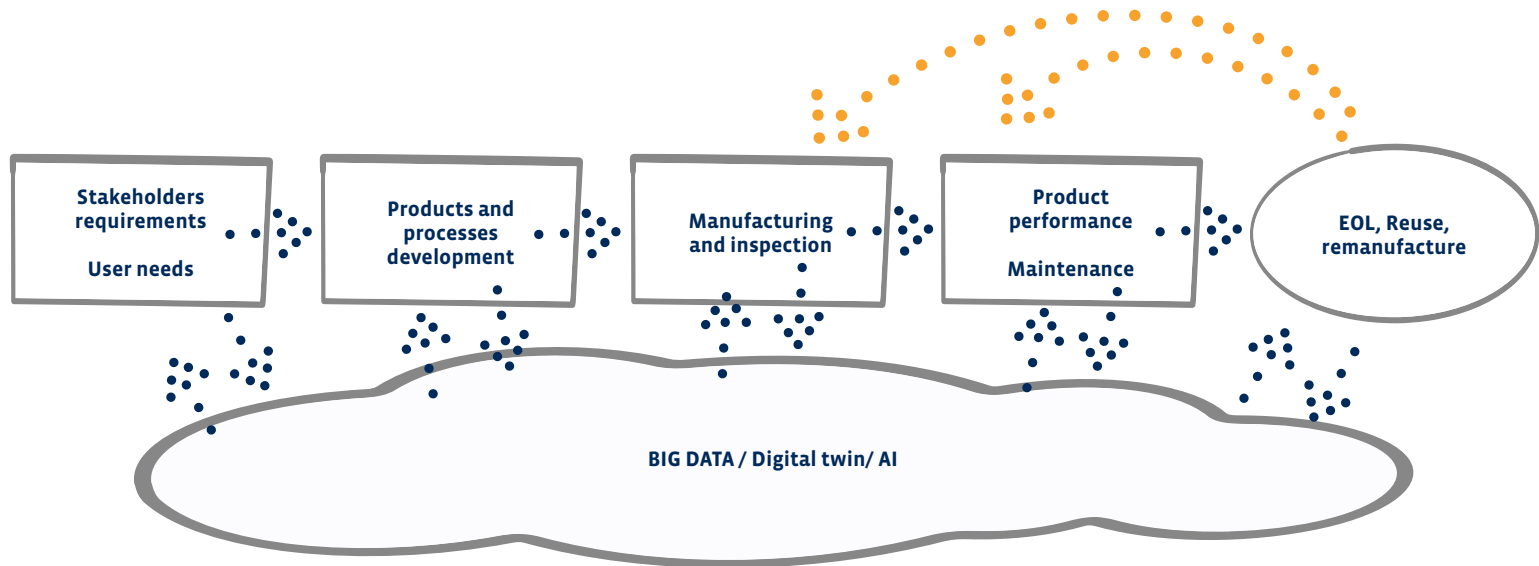 Stakeholders
requirements
User needs
Products and
processes
development
Manufacturing
and inspection
Product
performance
Maintenance
EOL, Reuse,
remanufacture
BIG DATA / Digital twin/ AI